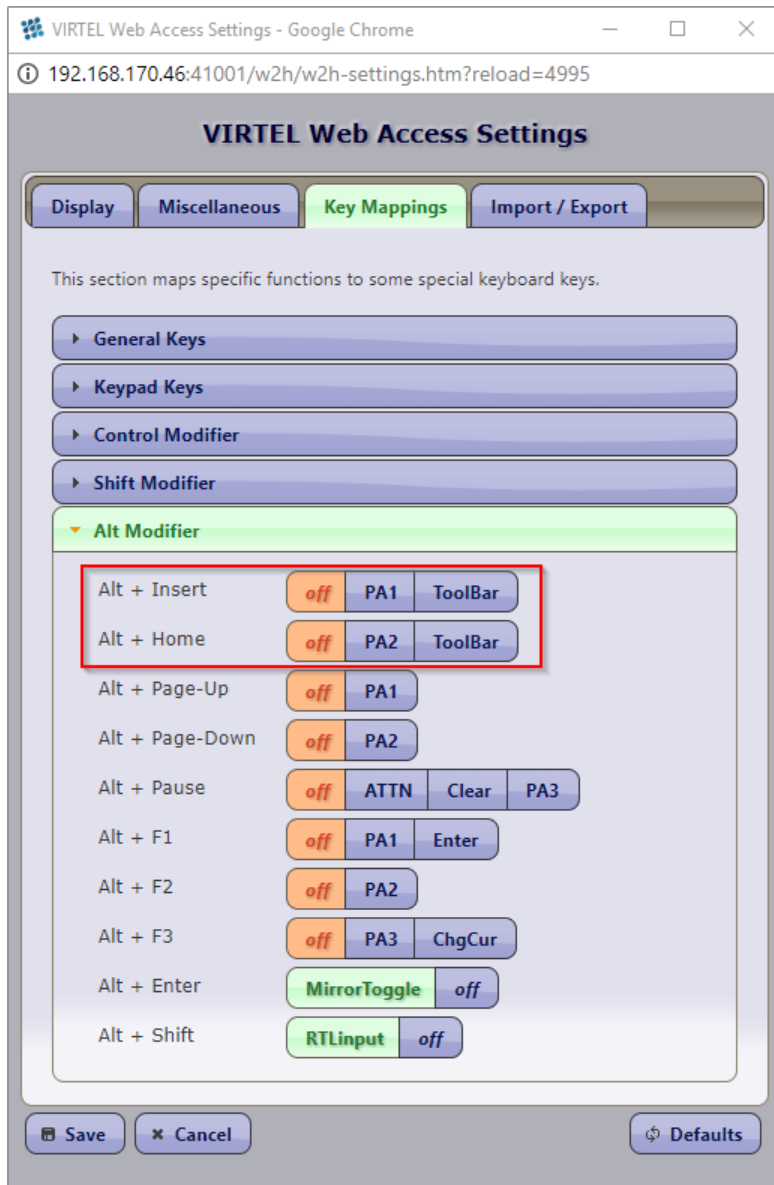 VIRTEL Web Access Settings - Google Chrome
192.168.170.46:41001/w2h/w2h-settings.htm?reload=4995
VIRTEL Web Access Settings
Display Miscellaneous Key Mappings Import / Export
This section maps specific functions to some special keyboard keys.
General Keys
Keypad Keys
Control Modifier
Shift Modifier
Alt Modifier
Alt + Insert off PA1 ToolBar
Alt + Home off PA2 ToolBar
Alt + Page-Up off PA1
Alt + Page-Down off PA2
Alt + Pause off ATTN Clear PA3
Alt + F1 off PA1 Enter
Alt + F2 off PA2
Alt + F3 off PA3 ChgCur
Alt + Enter MirrorToggle off
Alt + Shift RTLinput off
Save Cancel Defaults